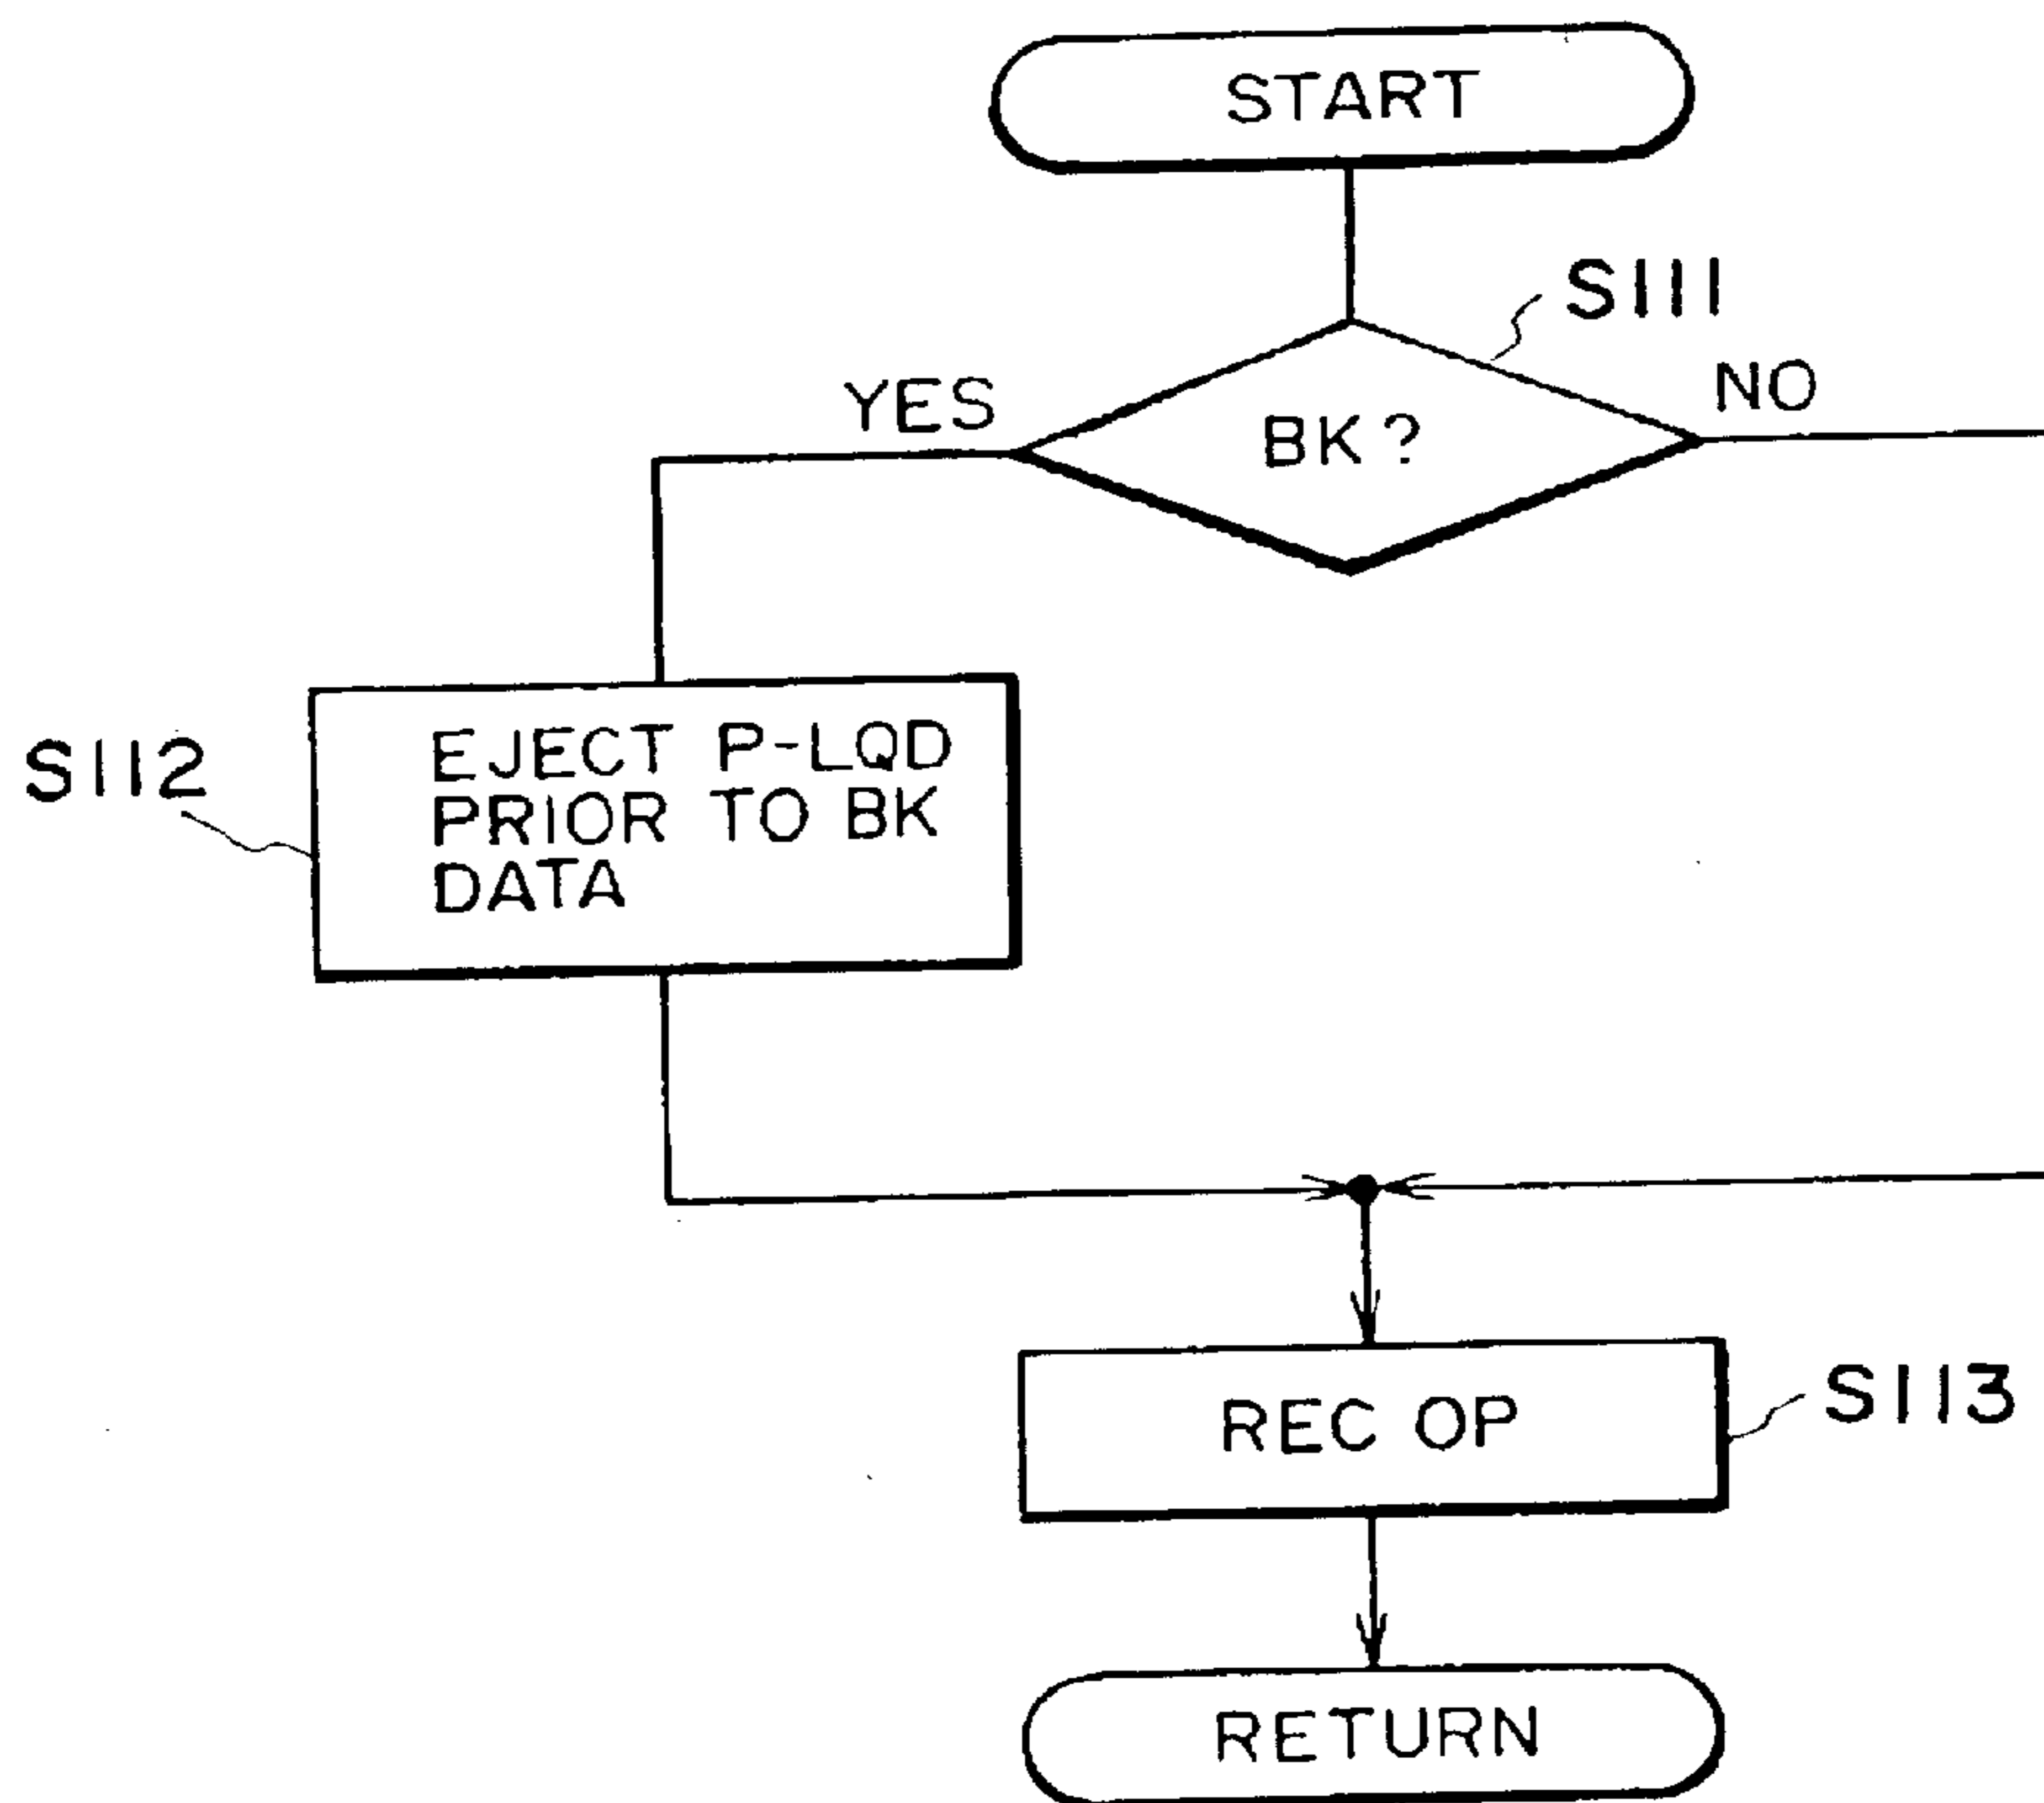 START
S111
YES
NO
BK?
S112
EJECT P-LQD
PRIOR TO BK
DATA
REC OP
S113
RETURN